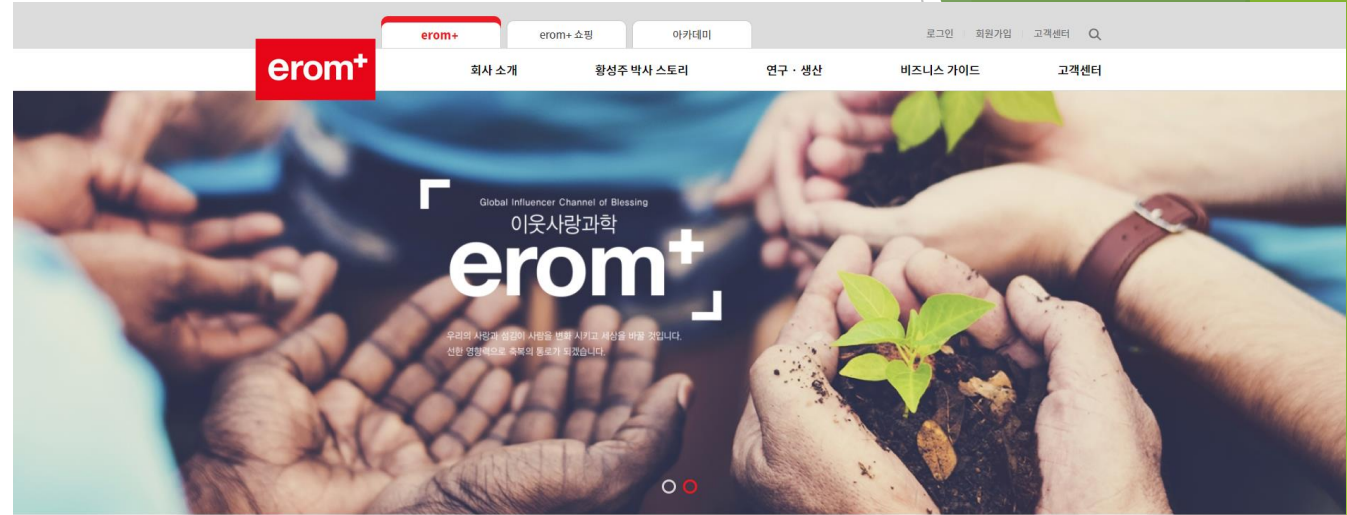 erom+
erom+ 쇼핑
아카데미
로그인
회원가입
고객센터
erom+
회사 소개
황성주 박사 스토리
연구 · 생산
비즈니스 가이드
고객센터
Global Influencer Channel of Blessing
이웃사랑과학
erom+
우리의 사랑과 섬김이 사람을 변화 시키고 세상을 바꿀 것입니다.
선한 영향력으로 축복의 통로가 되겠습니다.